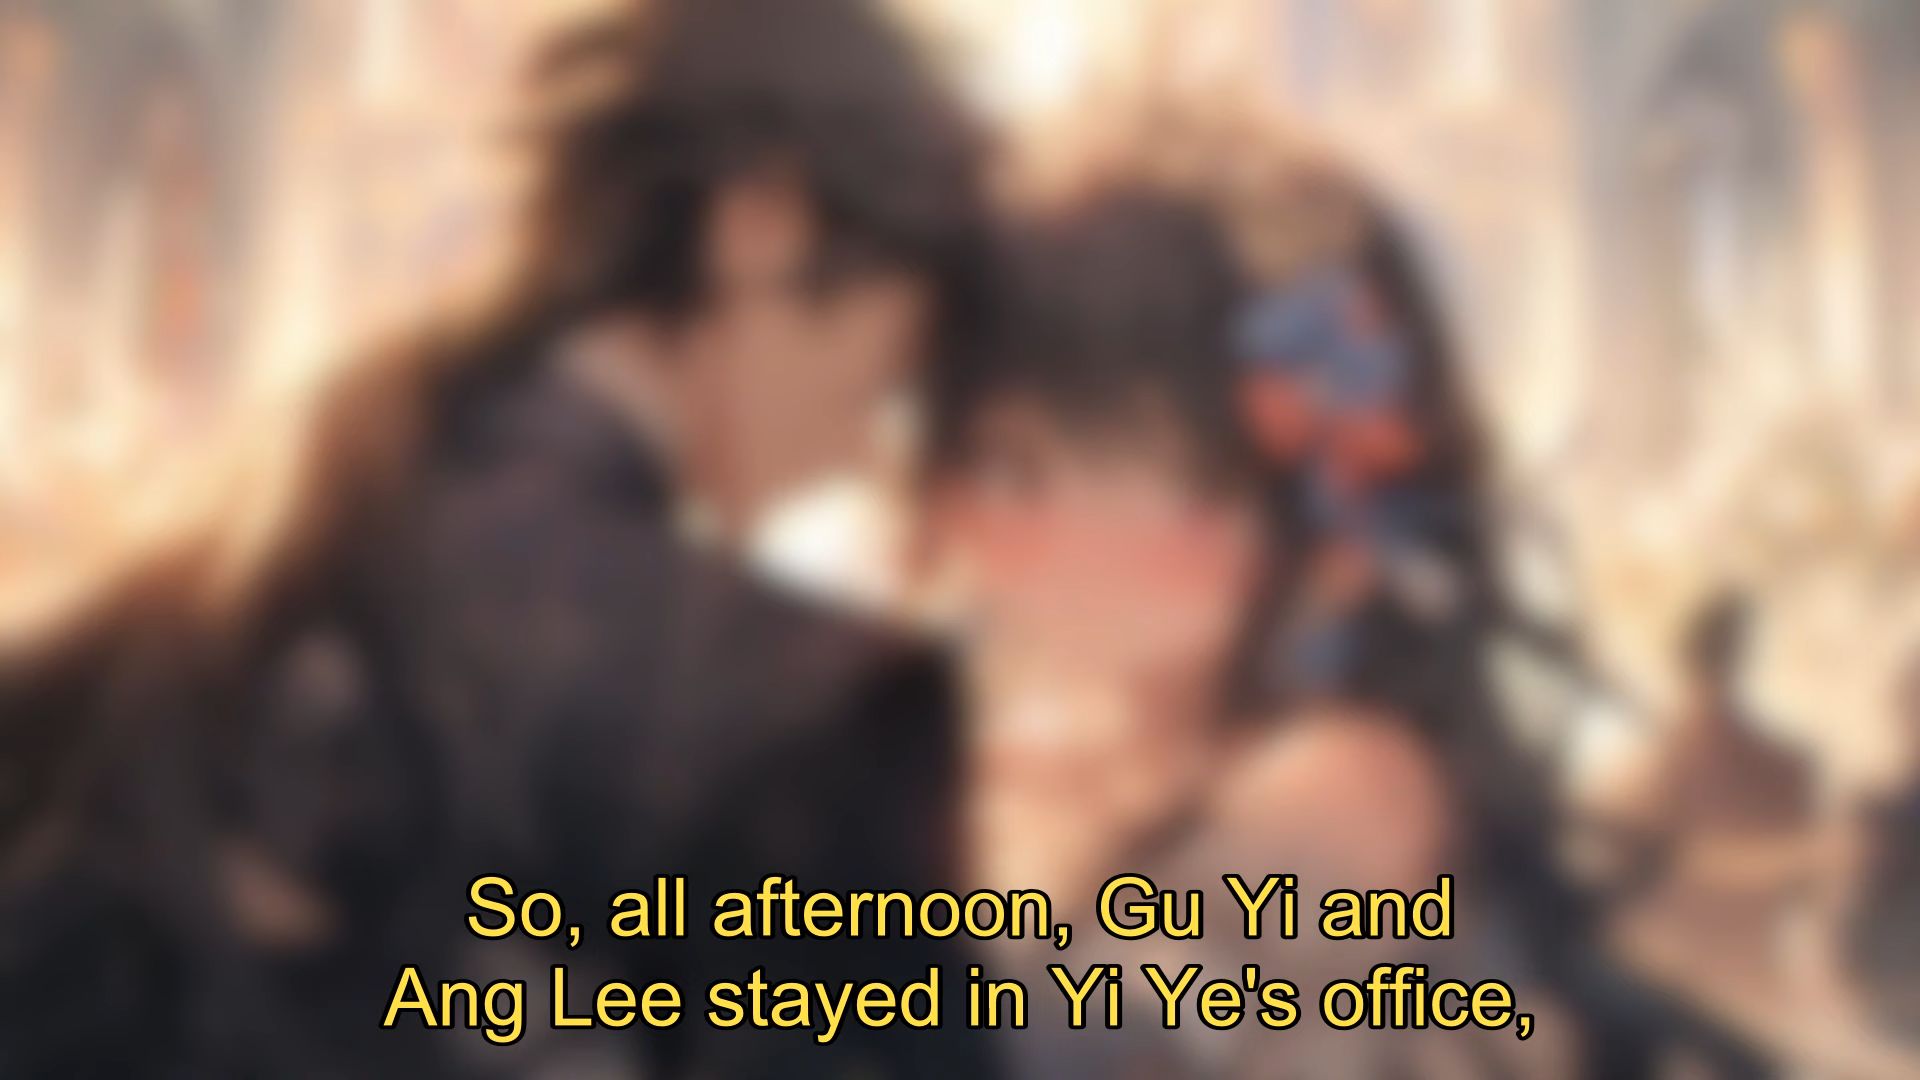 So, all afternoon, Gu Yi and
Ang Lee stayed in Yi Ye's office,